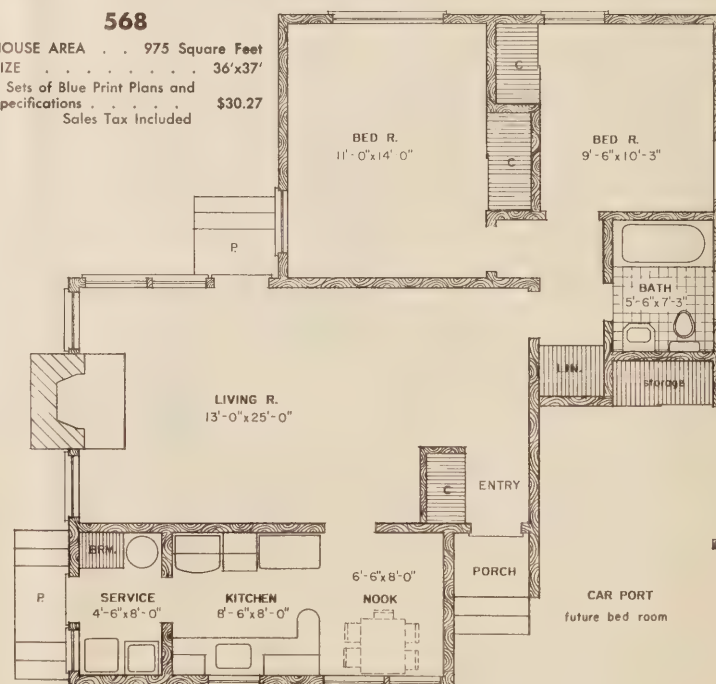 568
HOUSE AREA . . 975 Square Feet
IZE . . . . . . . . 36'x37'
Sets of Blue Print Plans and
pecifications . . . . . $30.27
Sales Tax Included
BED R.
11'-0"x14' 0"
C
C
BED R.
9'-6"x10'-3"
P.
BATH
5'-6"x7'-3"
LIN.
storage
LIVING R.
13'-0"x25'-0"
C
ENTRY
BRM.
P.
SERVICE
4'-6"x8'-0"
KITCHEN
8'-6"x8'-0"
6'-6"x8'-0"
NOOK
PORCH
CAR PORT
future bed room